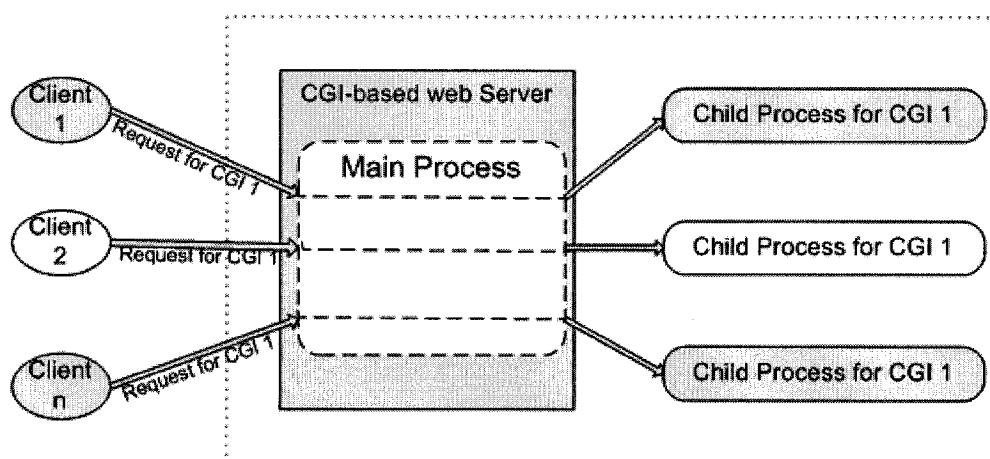 CGI-based web Server
Main Process
Client
1
Request for CGI 1
Child Process for CGI 1
Client
2
Request for CGI 1
Child Process for CGI 1
Client
n
Request for CGI 1
Child Process for CGI 1